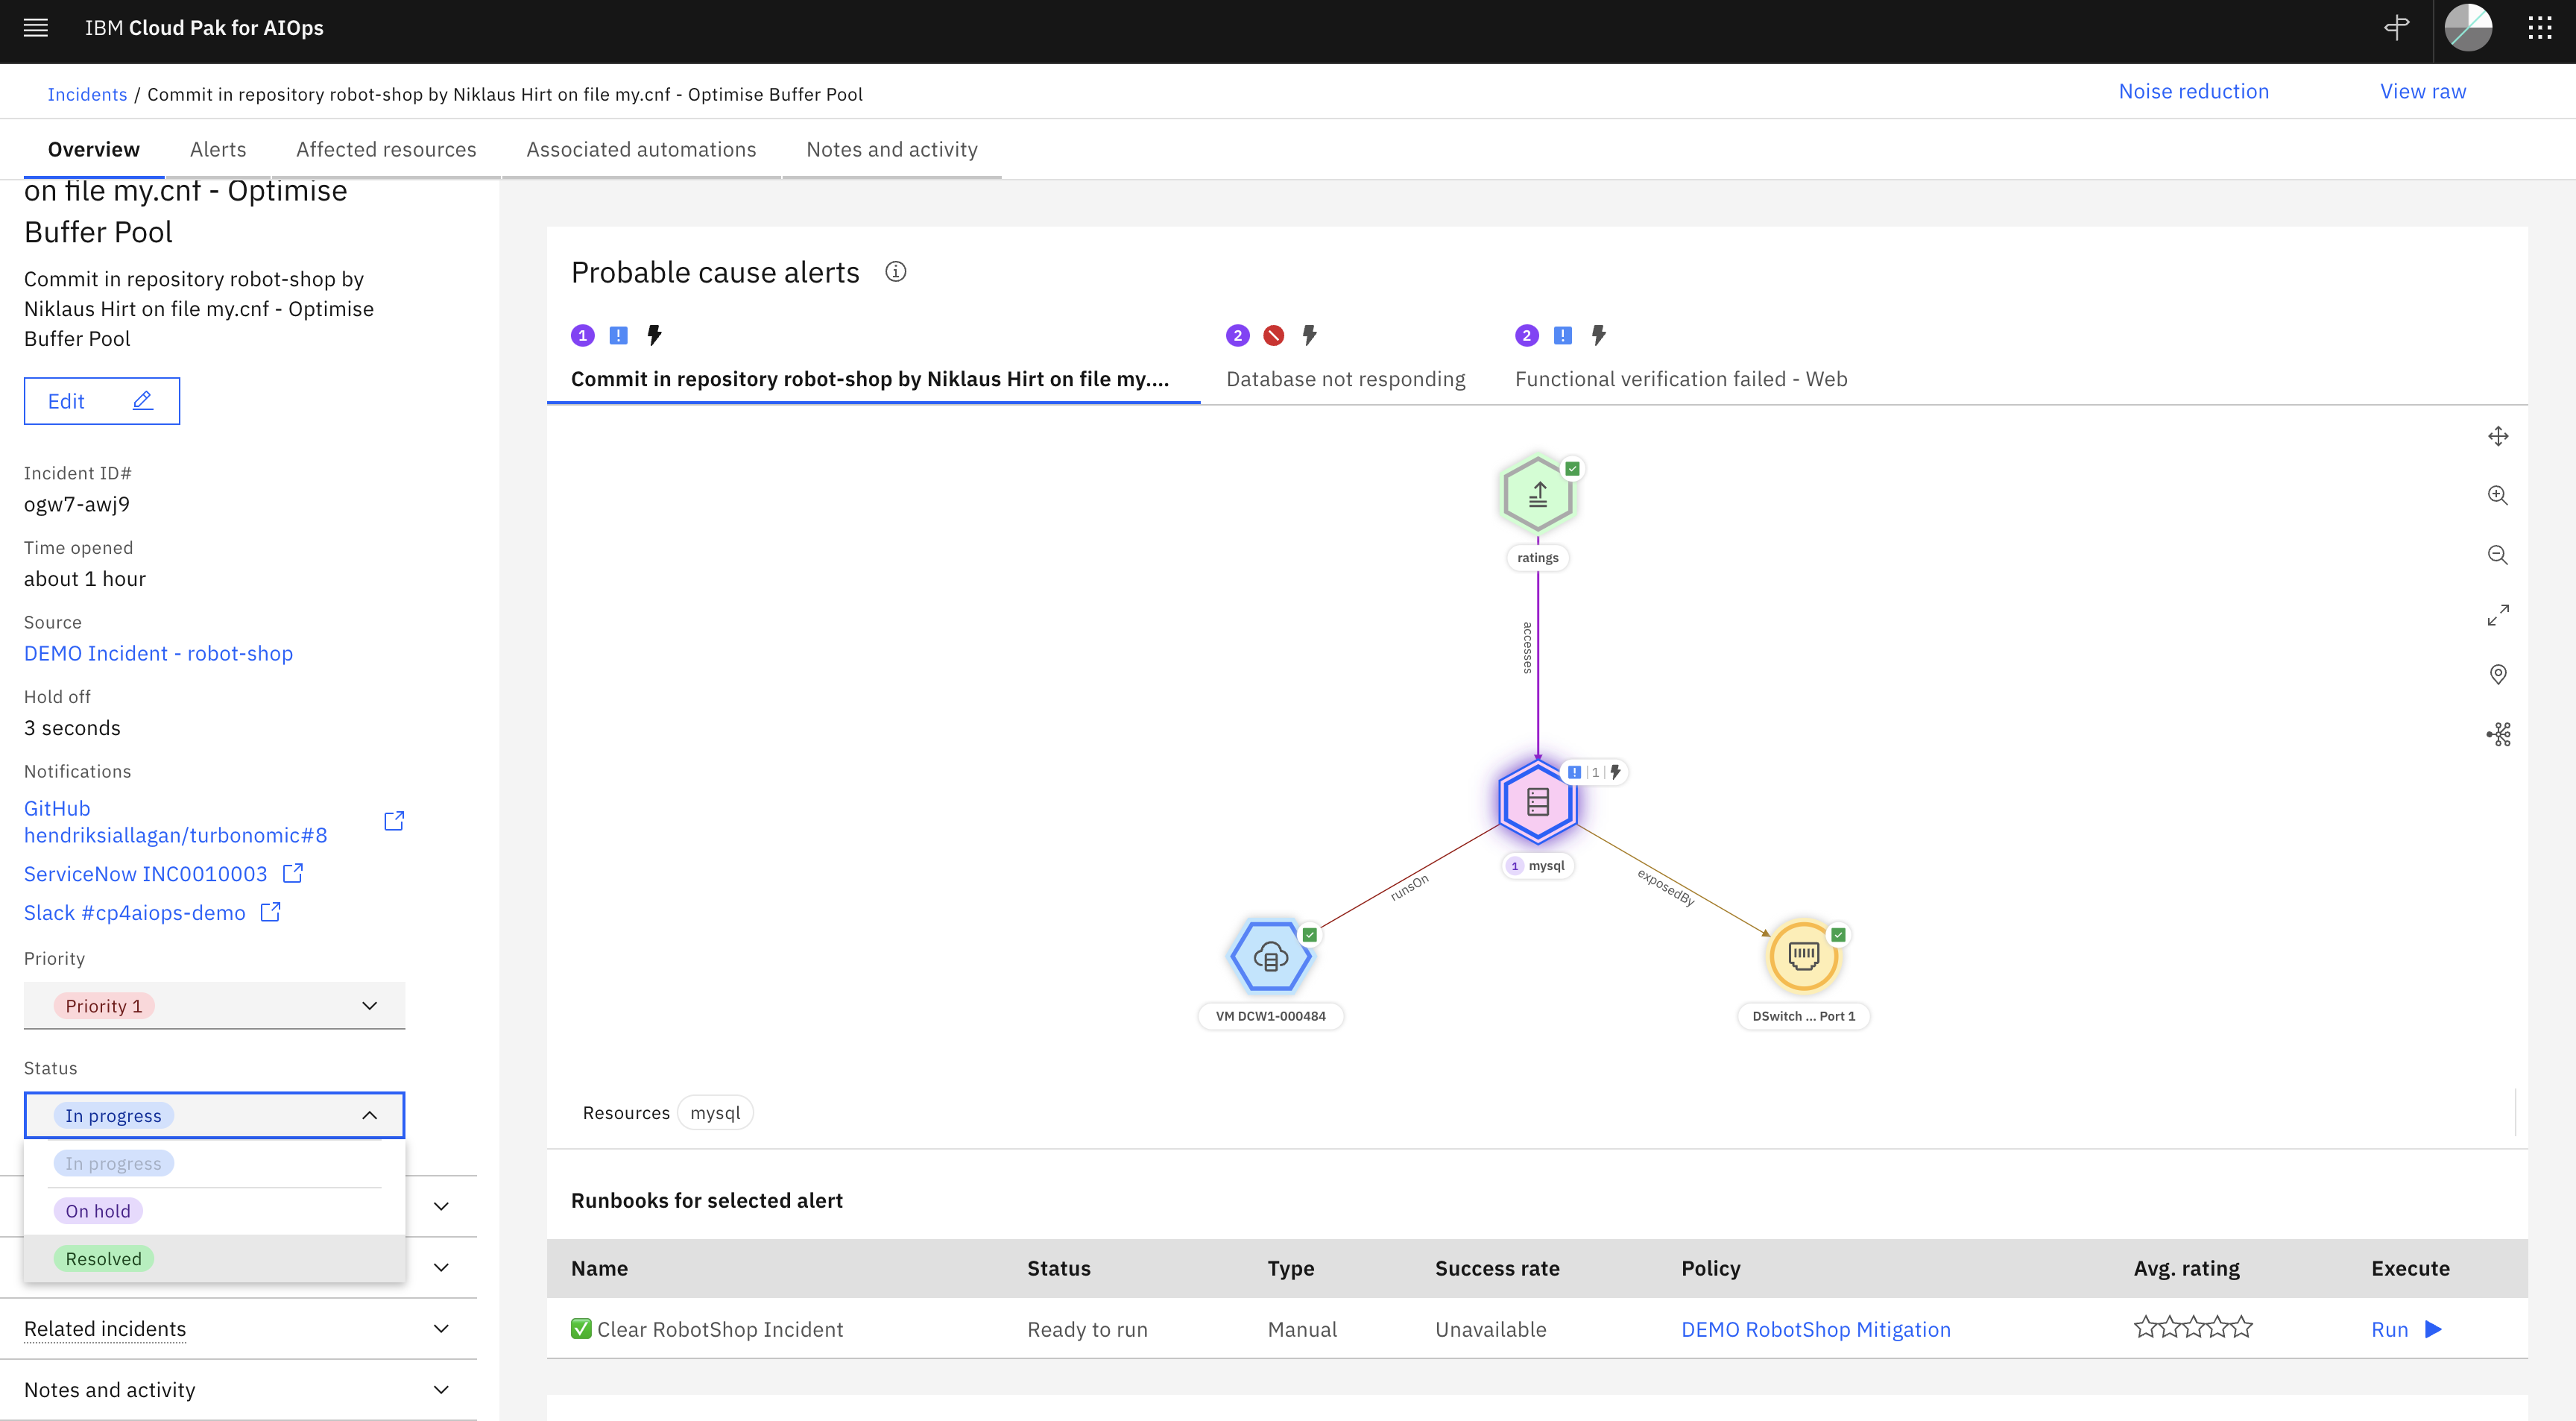 IBM Cloud Pak for AIOps
Incidents / Commit in repository robot-shop by Niklaus Hirt on file my.cnf - Optimise Buffer Pool
Noise reduction
View raw
Overview
Alerts
Affected resources
Associated automations
Notes and activity
on file my.cnf - Optimise
Buffer Pool
Commit in repository robot-shop by
Niklaus Hirt on file my.cnf - Optimise
Buffer Pool
Edit
Incident ID#
ogw7-awj9
Time opened
about 1 hour
Source
DEMO Incident - robot-shop
Hold off
3 seconds
Notifications
GitHub
hendriksiallagan/turbonomic#8
ServiceNow INC0010003
Slack #cp4aiops-demo
Priority
Priority 1
Status
In progress
In progress
On hold
Resolved
Related incidents
Notes and activity
Probable cause alerts
1
Commit in repository robot-shop by Niklaus Hirt on file my....
2
Database not responding
2
Functional verification failed - Web
ratings
accesses
1
1 mysql
runsOn
exposedBy
VM DCW1-000484
DSwitch ... Port 1
Resources mysql
Runbooks for selected alert
Name Status Type Success rate Policy Avg. rating Execute
✅ Clear RobotShop Incident Ready to run Manual Unavailable DEMO RobotShop Mitigation Run